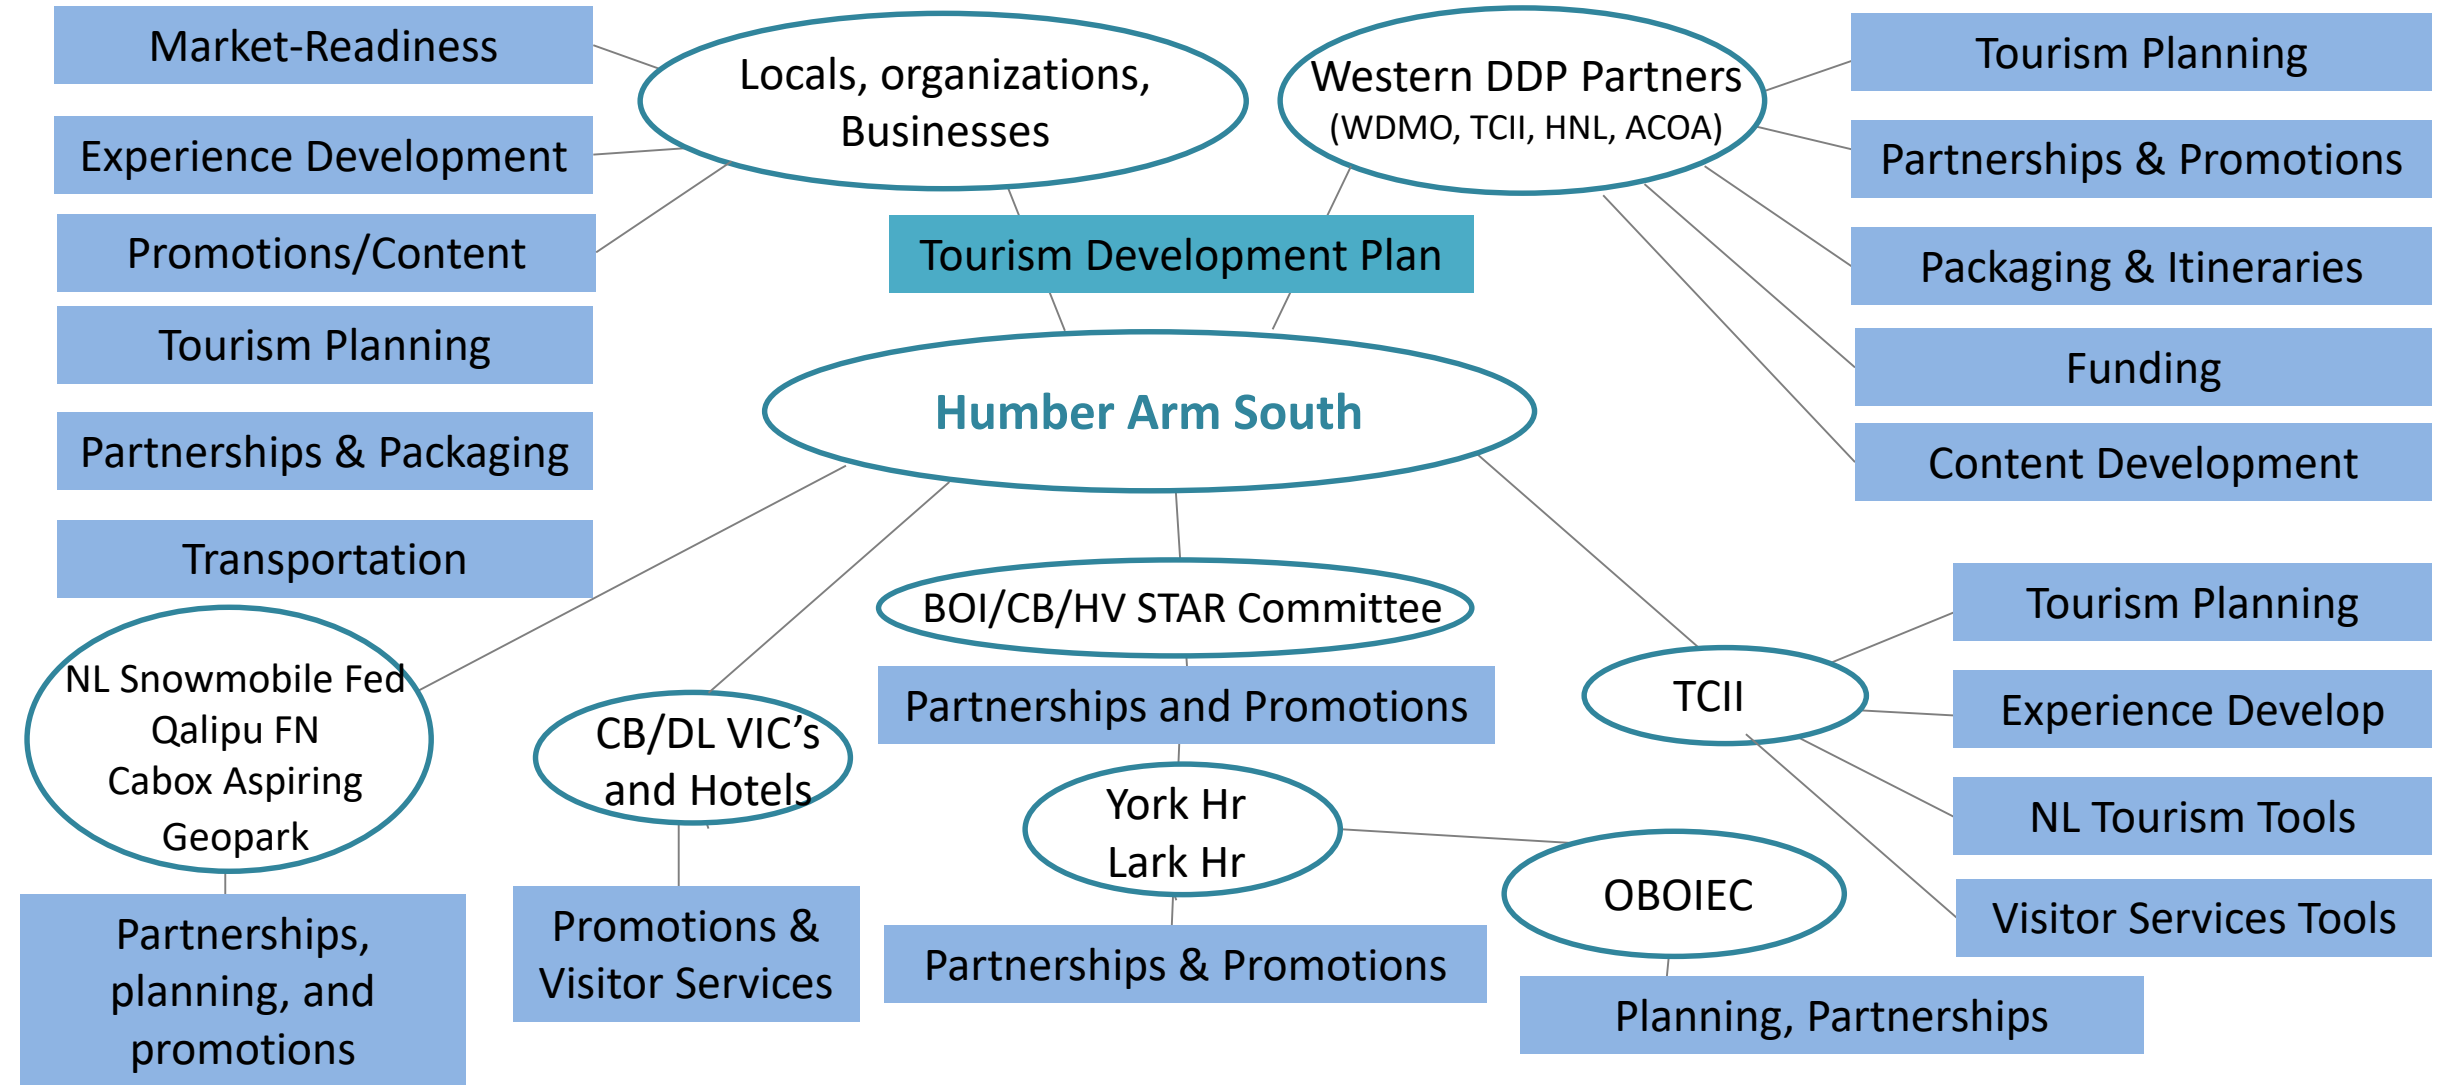 Market-Readiness
Experience Development
Promotions/Content
Tourism Planning
Partnerships & Packaging
Transportation
Locals, organizations,
Businesses
Western DDP Partners
(WDMO, TCII, HNL, ACOA)
Tourism Planning
Partnerships & Promotions
Packaging & Itineraries
Funding
Content Development
Tourism Development Plan
Humber Arm South
NL Snowmobile Fed
Qalipu FN
Cabox Aspiring
Geopark
Partnerships,
planning, and
promotions
CB/DL VIC’s
and Hotels
Promotions &
Visitor Services
BOI/CB/HV STAR Committee
Partnerships and Promotions
York Hr
Lark Hr
Partnerships & Promotions
OBOIEC
Planning, Partnerships
TCII
Tourism Planning
Experience Develop
NL Tourism Tools
Visitor Services Tools